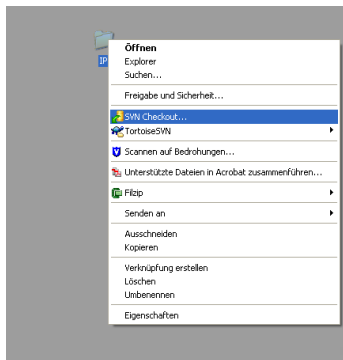 IP
Öffnen
Explorer
Suchen...
Freigabe und Sicherheit...
SVN Checkout...
TortoiseSVN
Scannen auf Bedrohungen...
Unterstützte Dateien in Acrobat zusammenführen...
Filzip
Senden an
Ausschneiden
Kopieren
Verknüpfung erstellen
Löschen
Umbenennen
Eigenschaften